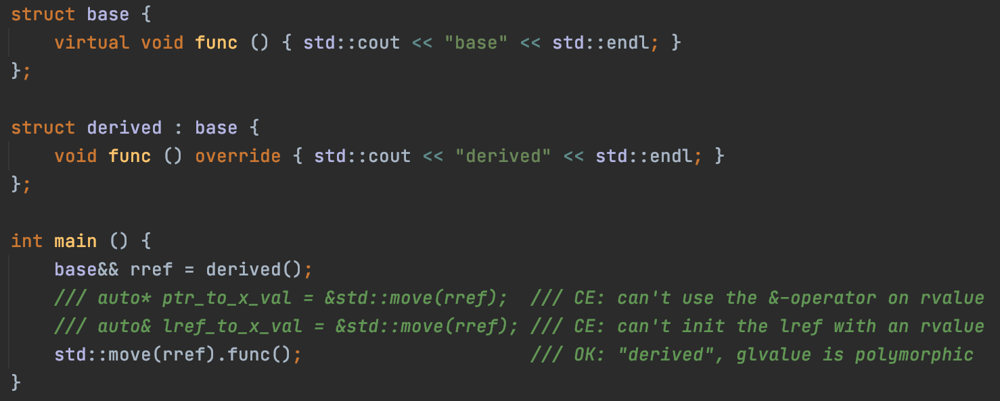 struct base {
    virtual void func () { std::cout << "base" << std::endl; }
};

struct derived : base {
    void func () override { std::cout << "derived" << std::endl; }
};

int main () {
    base&& rref = derived();
    /// auto* ptr_to_x_val = &std::move(rref);  /// CE: can't use the &-operator on rvalue
    /// auto& lref_to_x_val = &std::move(rref); /// CE: can't init the lref with an rvalue
    std::move(rref).func();                     /// OK: "derived", glvalue is polymorphic
}